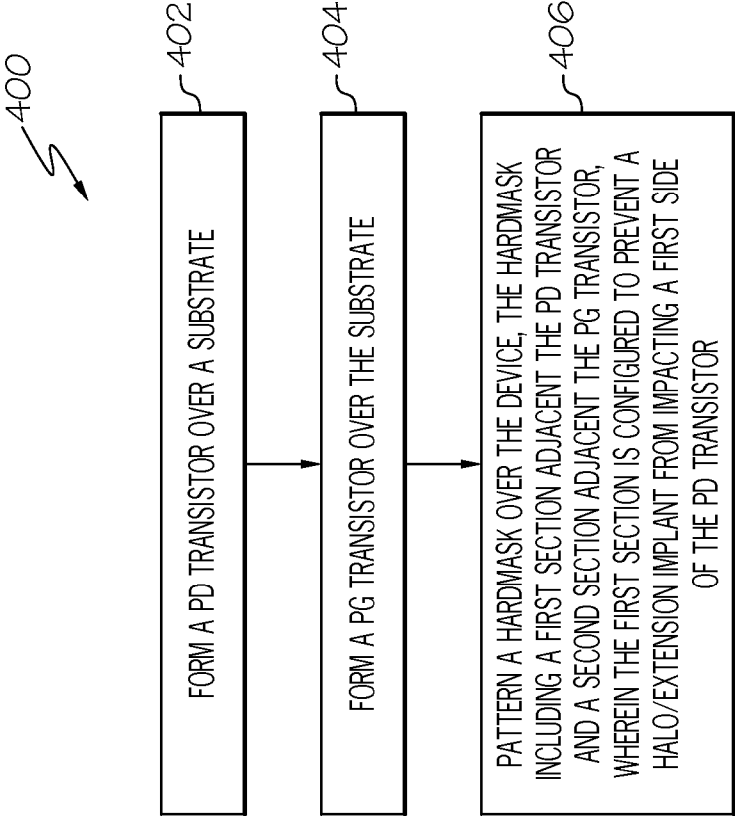 400
402
FORM A PD TRANSISTOR OVER A SUBSTRATE
404
FORM A PG TRANSISTOR OVER THE SUBSTRATE
406
PATTERN A HARDMASK OVER THE DEVICE, THE HARDMASK
INCLUDING A FIRST SECTION ADJACENT THE PD TRANSISTOR
AND A SECOND SECTION ADJACENT THE PG TRANSISTOR,
WHEREIN THE FIRST SECTION IS CONFIGURED TO PREVENT A
HALO/EXTENSION IMPLANT FROM IMPACTING A FIRST SIDE
OF THE PD TRANSISTOR